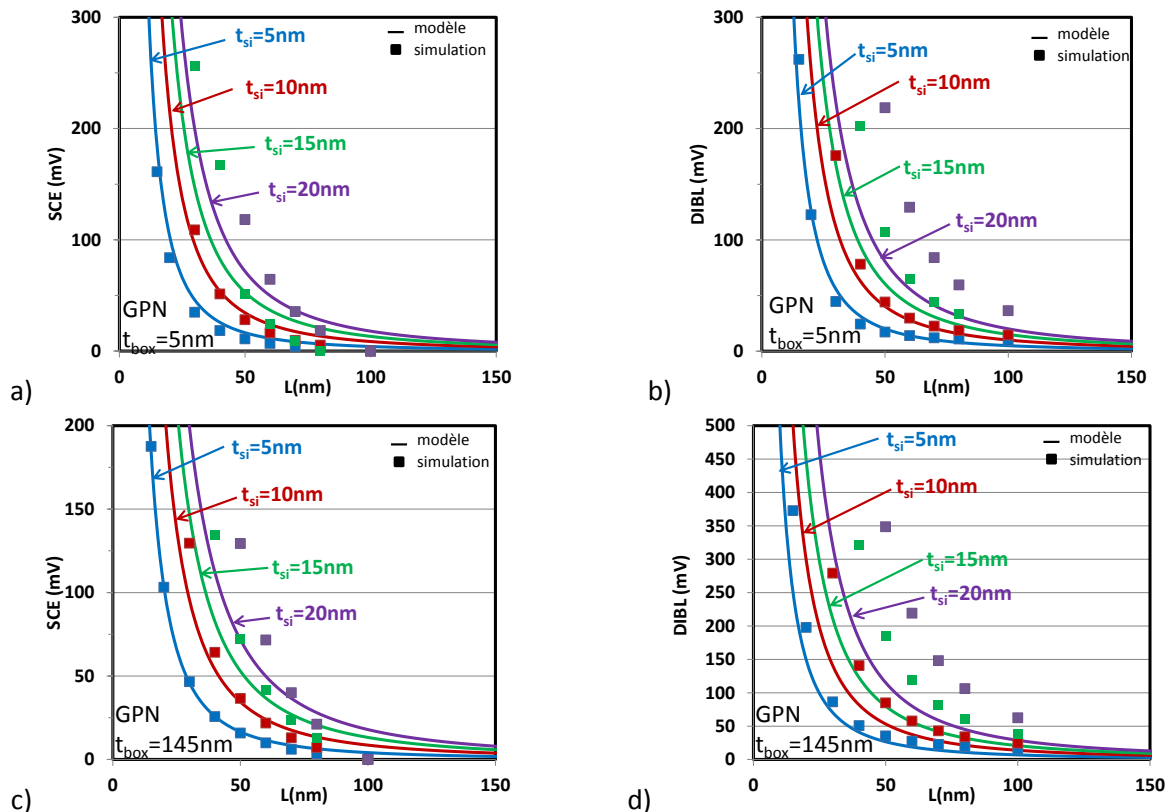 300
200
100
0
SCE (mV)
t_si=5nm
t_si=10nm
t_si=15nm
t_si=20nm
modèle
simulation
GPN
t_box=5nm
0 50 100 150
L(nm)
a)
300
200
100
0
DIBL (mV)
t_si=5nm
t_si=10nm
t_si=15nm
t_si=20nm
modèle
simulation
GPN
t_box=5nm
0 50 100 150
L(nm)
b)
200
150
100
50
0
SCE (mV)
t_si=5nm
t_si=10nm
t_si=15nm
t_si=20nm
modèle
simulation
GPN
t_box=145nm
0 50 100 150
L(nm)
c)
500
450
400
350
300
250
200
150
100
50
0
DIBL (mV)
t_si=5nm
t_si=10nm
t_si=15nm
t_si=20nm
modèle
simulation
GPN
t_box=145nm
0 50 100 150
L(nm)
d)